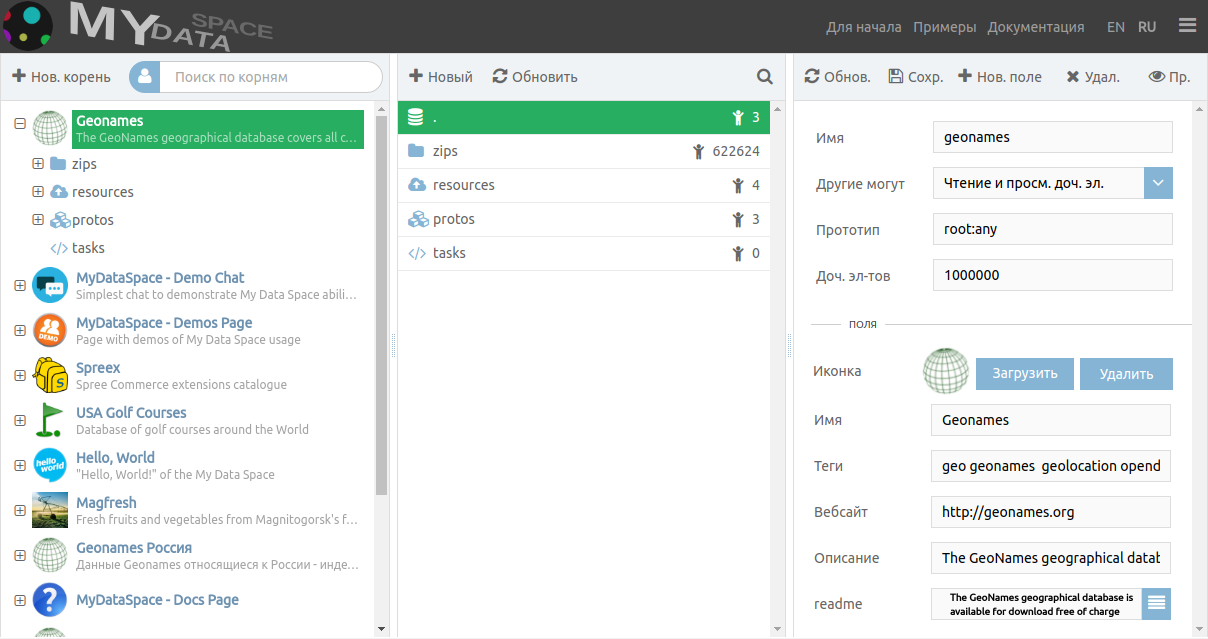 MY DATA SPACE
Для начала Примеры Документация EN RU
Нов. корень Поиск по корням
Geonames
The GeoNames geographical database covers all c…
zips
resources
protos
tasks
MyDataSpace - Demo Chat
Simplest chat to demonstrate My Data Space abili…
MyDataSpace - Demos Page
Page with demos of My Data Space usage
DEMO
Spreex
Spree Commerce extensions catalogue
S
USA Golf Courses
Database of golf courses around the World
Hello, World
"Hello, World!" of the My Data Space
hello
world
Magfresh
Fresh fruits and vegetables from Magnitogorsk's f…
Geonames Россия
Данные Geonames относящиеся к России - инде…
MyDataSpace - Docs Page
?
Новый Обновить
. 3
zips 622624
resources 4
protos 3
tasks 0
Обнов. Сохр. Нов. поле Удал. Пр.
Имя geonames
Другие могут Чтение и просм. доч. эл.
Прототип root:any
Доч. эл-тов 1000000
поля
Иконка Загрузить Удалить
Имя Geonames
Теги geo geonames geolocation opend
Вебсайт http://geonames.org
Описание The GeoNames geographical datab
readme The GeoNames geographical database is
available for download free of charge